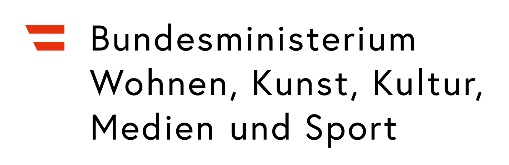 Bundesministerium
Wohnen, Kunst, Kultur,
Medien und Sport